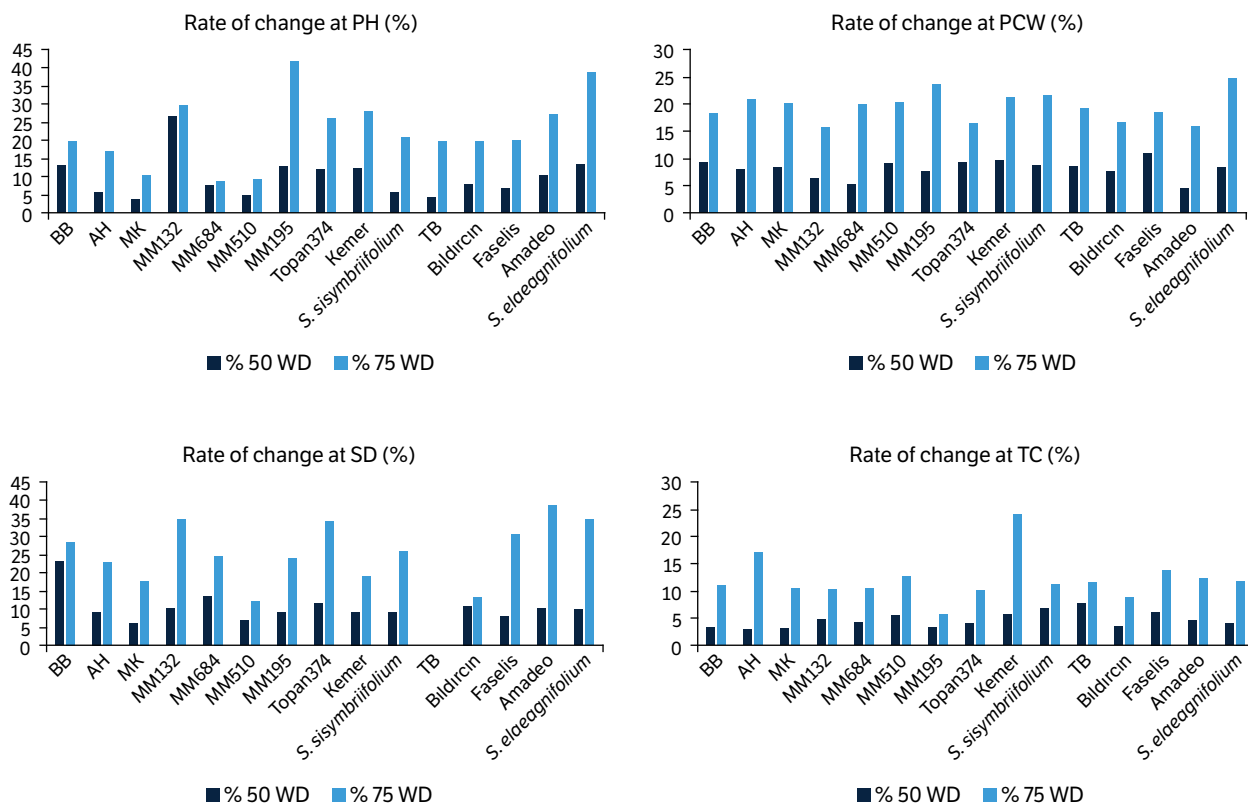 Rate of change at PH (%)
45
40
35
30
25
20
15
10
5
0
BB
AH
MK
MM132
MM684
MM510
MM195
Topan374
Kemer
S. sisymbriifolium
TB
Bıldırcın
Faselis
Amadeo
S. elaeagnifolium
% 50 WD
% 75 WD
Rate of change at PCW (%)
30
25
20
15
10
5
0
BB
AH
MK
MM132
MM684
MM510
MM195
Topan374
Kemer
S. sisymbriifolium
TB
Bıldırcın
Faselis
Amadeo
S. elaeagnifolium
% 50 WD
% 75 WD
Rate of change at SD (%)
45
40
35
30
25
20
15
10
5
0
BB
AH
MK
MM132
MM684
MM510
MM195
Topan374
Kemer
S. sisymbriifolium
TB
Bıldırcın
Faselis
Amadeo
S. elaeagnifolium
% 50 WD
% 75 WD
Rate of change at TC (%)
30
25
20
15
10
5
0
BB
AH
MK
MM132
MM684
MM510
MM195
Topan374
Kemer
S. sisymbriifolium
TB
Bıldırcın
Faselis
Amadeo
S. elaeagnifolium
% 50 WD
% 75 WD